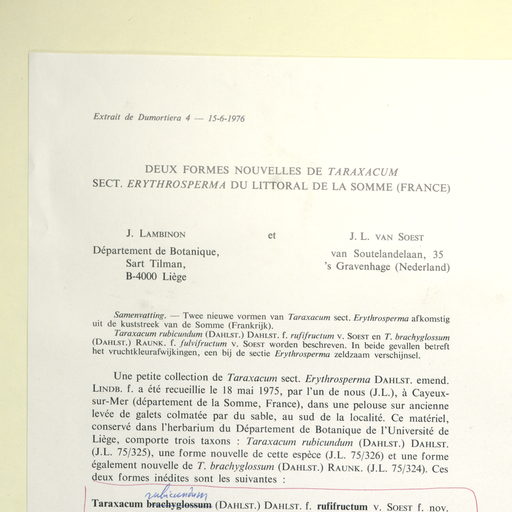 Extrait de Dumortiera 4 — 15-6-1976
DEUX FORMES NOUVELLES DE TARAXACUM
SECT. ERYTHROSPERMA DU LITTORAL DE LA SOMME (FRANCE)
J. LAMBINON et J. L. VAN SOEST
Département de Botanique, van Soutelandelaan, 35
Sart Tilman, 's Gravenhage (Nederland)
B-4000 Liège
Samenvatting. — Twee nieuwe vormen van Taraxacum sect. Erythrosperma afkomstig
uit de kuststreek van de Somme (Frankrijk).
Taraxacum rubicundum (DAHLST.) DAHLST. f. rufifructum v. SOEST en T. brachyglossum
(DAHLST.) RAUNK. f. fulvifructum v. SOEST worden beschreven. In beide gevallen betreft
het vruchtkleurafwijkingen, een bij de sectie Erythrosperma zeldzaam verschijnsel.
Une petite collection de Taraxacum sect. Erythrosperma DAHLST. emend.
LINDB. f. a été recueillie le 18 mai 1975, par l'un de nous (J.L.), à Cayeux-
sur-Mer (département de la Somme, France), dans une pelouse sur ancienne
levée de galets colmatée par du sable, au sud de la localité. Ce matériel,
conservé dans l'herbarium du Département de Botanique de l'Université de
Liège, comporte trois taxons : Taraxacum rubicundum (DAHLST.) DAHLST.
(J.L. 75/325), une forme nouvelle de cette espèce (J.L. 75/326) et une forme
également nouvelle de T. brachyglossum (DAHLST.) RAUNK. (J.L. 75/324). Ces
deux formes inédites sont les suivantes :
rubicundum
Taraxacum brachyglossum (DAHLST.) DAHLST. f. rufifructum v. SOEST f. nov.